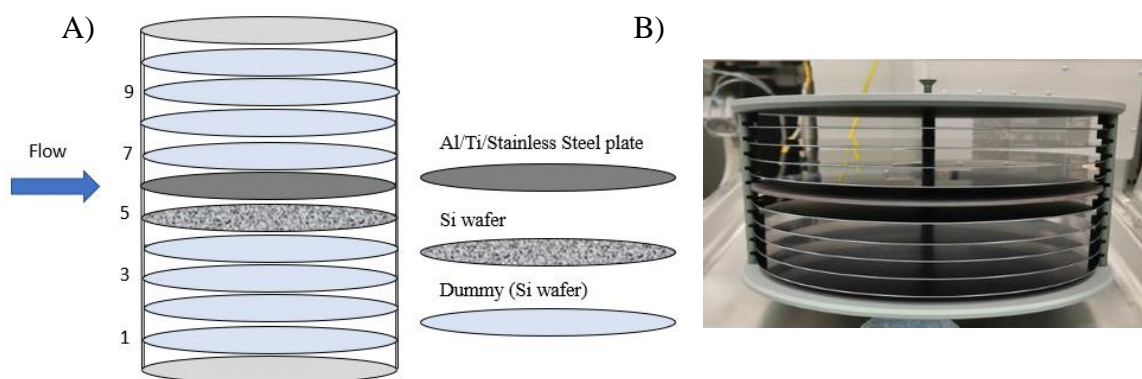 A)
B)
9
Flow
7
Al/Ti/Stainless Steel plate
5
Si wafer
3
Dummy (Si wafer)
1